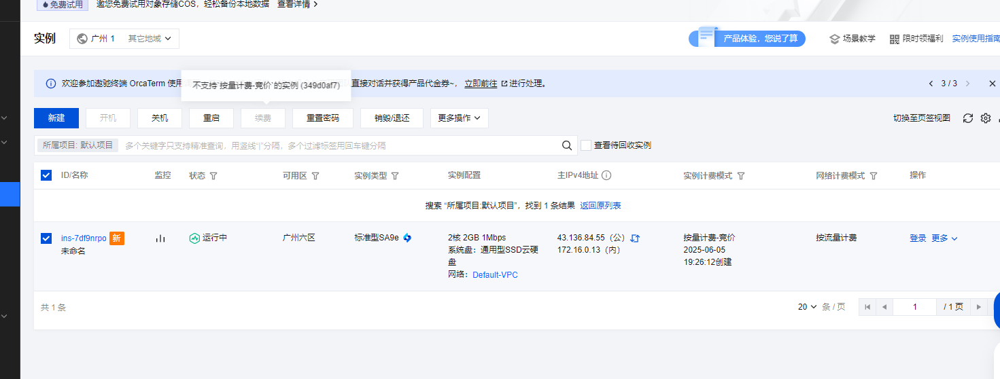 免费试用 邀您免费试用对象存储COS，轻松备份本地数据 查看详情
实例 广州 1 其它地域 产品体验，您说了算 场景教学 限时领福利 实例使用指南
欢迎参加遨驰终端 OrcaTerm 使用 直接对话并获得产品代金券~， 立即前往 进行处理。 3 / 3
不支持‘按量计费-竞价’的实例 (349d0af7)
新建 开机 关机 重启 续费 重置密码 销毁/退还 更多操作 切换至页签视图
所属项目: 默认项目 多个关键字只支持精准查询，用竖线“|”分隔，多个过滤标签用回车键分隔 查看待回收实例
ID/名称 监控 状态 可用区 实例类型 实例配置 主IPv4地址 实例计费模式 网络计费模式 操作
搜索 “所属项目:默认项目”，找到 1 条结果 返回原列表
ins-7df9nrpo 新 运行中 广州六区 标准型SA9e 2核 2GB 1Mbps 43.136.84.55（公） 按量计费-竞价 按流量计费 登录 更多
未命名 系统盘：通用型SSD云硬 172.16.0.13（内） 2025-06-05
盘 19:26:12创建
网络：Default-VPC
共 1 条 20 条 / 页 1 / 1 页